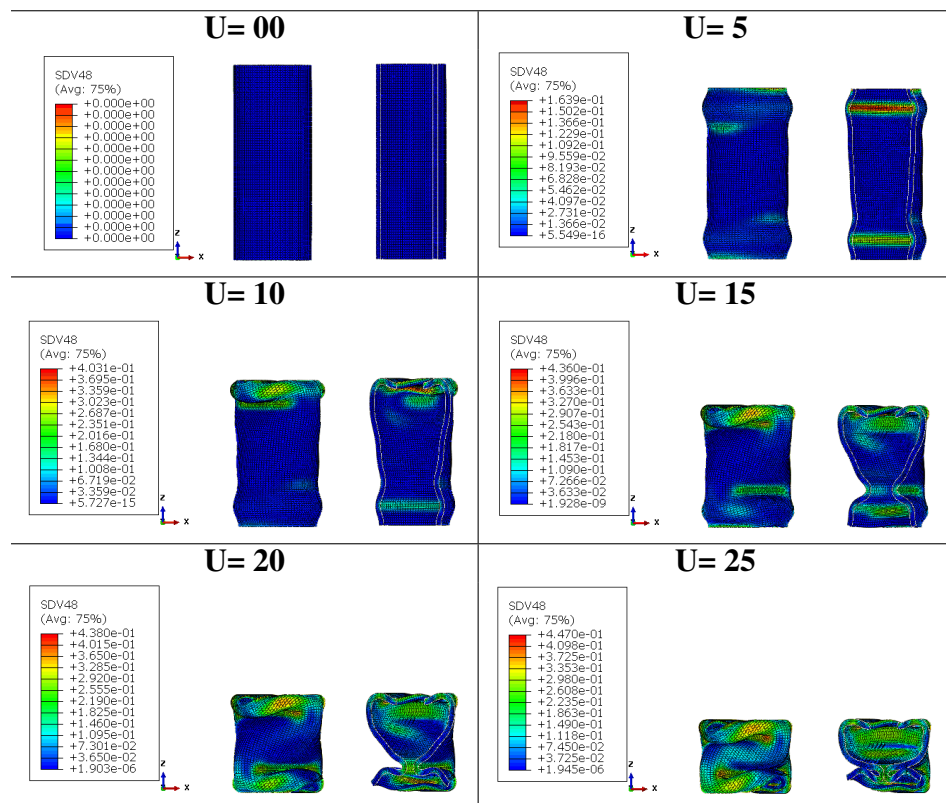 U= 00
SDV48
(Avg: 75%)
+0.000e+00
+0.000e+00
+0.000e+00
+0.000e+00
+0.000e+00
+0.000e+00
+0.000e+00
+0.000e+00
+0.000e+00
+0.000e+00
+0.000e+00
+0.000e+00
+0.000e+00
z
x
U= 5
SDV48
(Avg: 75%)
+1.639e-01
+1.502e-01
+1.366e-01
+1.229e-01
+1.092e-01
+9.559e-02
+8.193e-02
+6.828e-02
+5.462e-02
+4.097e-02
+2.731e-02
+1.366e-02
+5.549e-16
z
x
U= 10
SDV48
(Avg: 75%)
+4.031e-01
+3.695e-01
+3.359e-01
+3.023e-01
+2.687e-01
+2.351e-01
+2.016e-01
+1.680e-01
+1.344e-01
+1.008e-01
+6.719e-02
+3.359e-02
+5.727e-15
z
x
U= 15
SDV48
(Avg: 75%)
+4.360e-01
+3.996e-01
+3.633e-01
+3.270e-01
+2.907e-01
+2.543e-01
+2.180e-01
+1.817e-01
+1.453e-01
+1.090e-01
+7.266e-02
+3.633e-02
+1.928e-09
z
x
U= 20
SDV48
(Avg: 75%)
+4.380e-01
+4.015e-01
+3.650e-01
+3.285e-01
+2.920e-01
+2.555e-01
+2.190e-01
+1.825e-01
+1.460e-01
+1.095e-01
+7.301e-02
+3.650e-02
+1.903e-06
z
x
U= 25
SDV48
(Avg: 75%)
+4.470e-01
+4.098e-01
+3.725e-01
+3.353e-01
+2.980e-01
+2.608e-01
+2.235e-01
+1.863e-01
+1.490e-01
+1.118e-01
+7.450e-02
+3.725e-02
+1.945e-06
z
x